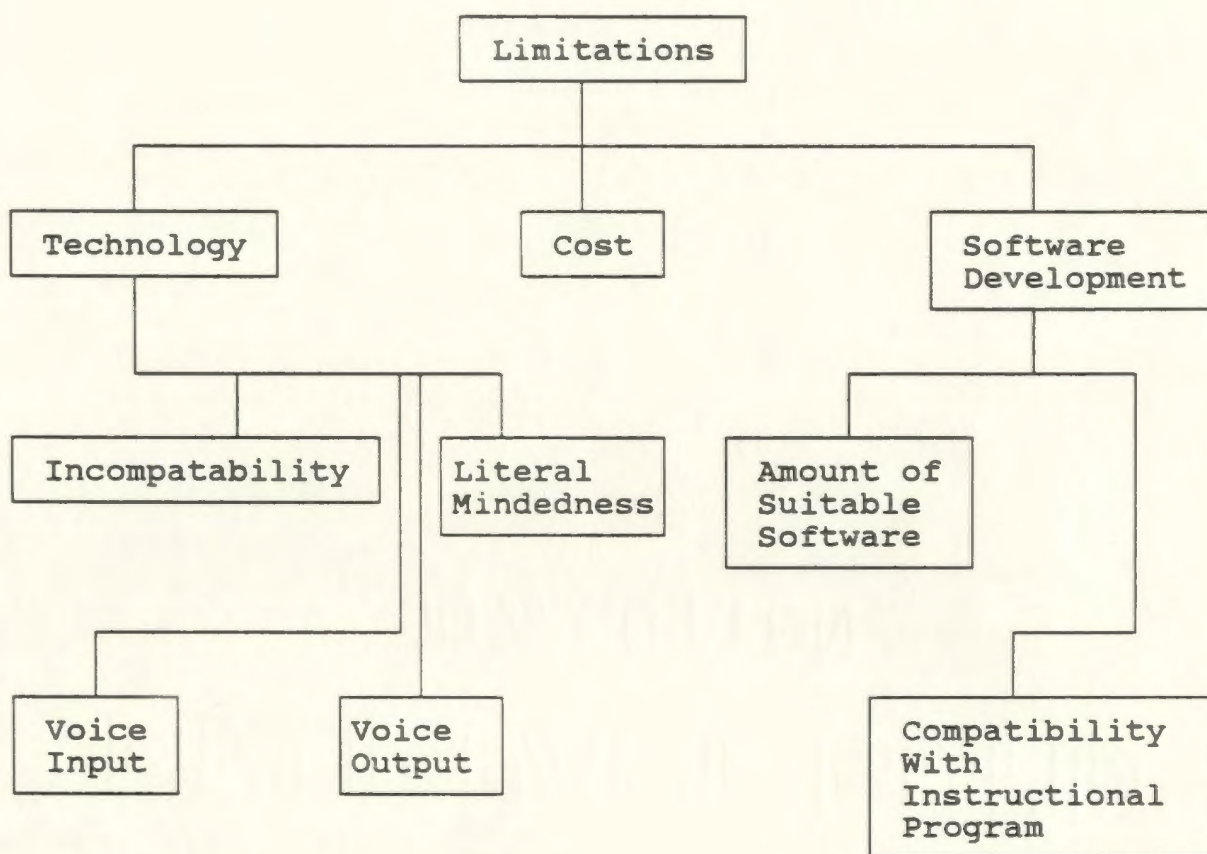 Limitations
Technology
Cost
Software
Development
Incompatability
Literal
Mindedness
Amount of
Suitable
Software
Voice
Input
Voice
Output
Compatibility
With
Instructional
Program